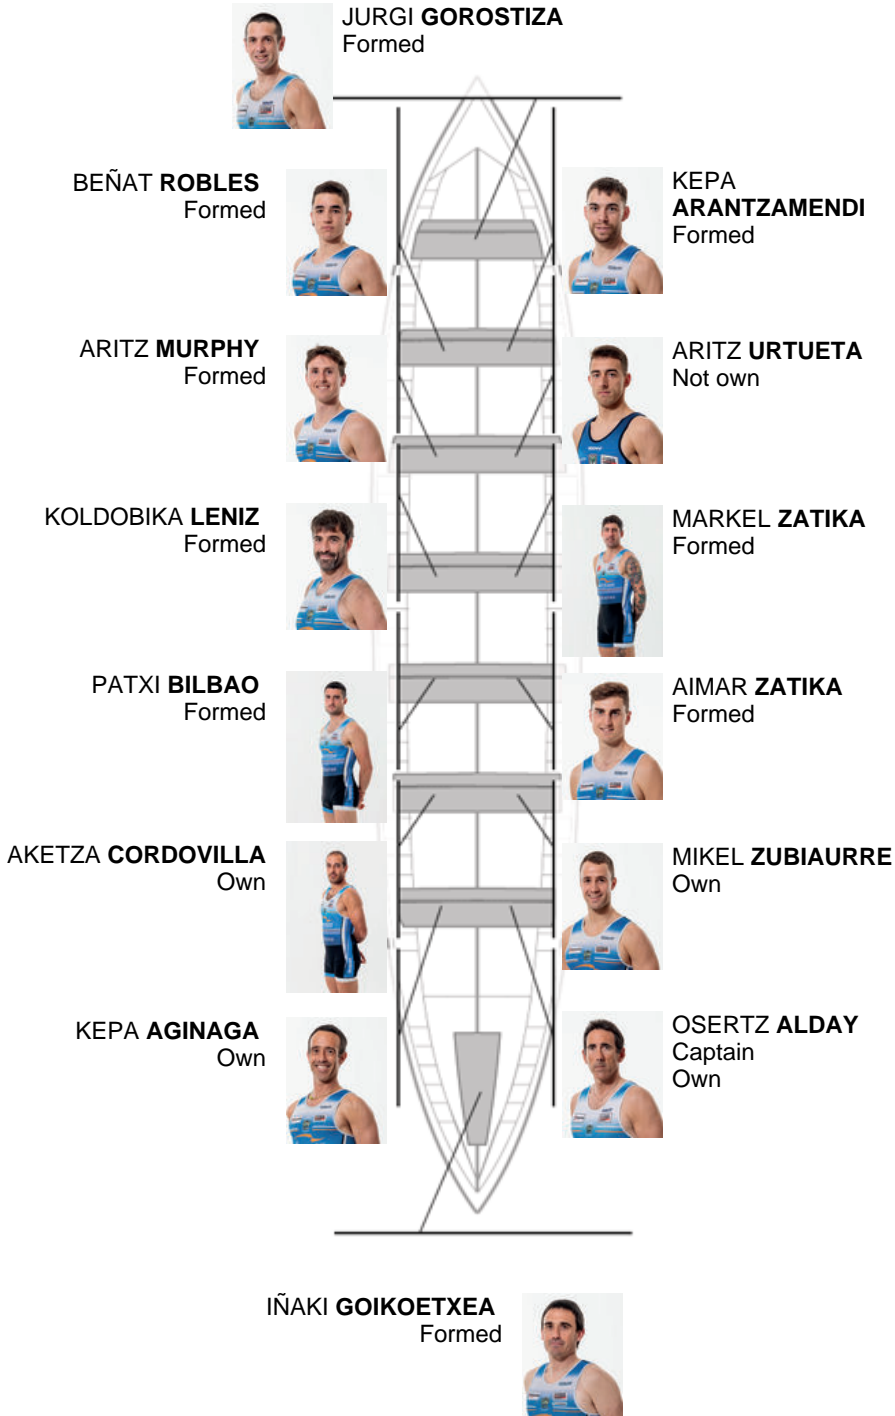 JURGI GOROSTIZA
Formed
BEÑAT ROBLES
Formed
KEPA
ARANTZAMENDI
Formed
ARITZ MURPHY
Formed
ARITZ URTUETA
Not own
KOLDOBIKA LENIZ
Formed
MARKEL ZATIKA
Formed
PATXI BILBAO
Formed
AIMAR ZATIKA
Formed
AKETZA CORDOVILLA
Own
MIKEL ZUBIAURRE
Own
KEPA AGINAGA
Own
OSERTZ ALDAY
Captain
Own
IÑAKI GOIKOETXEA
Formed